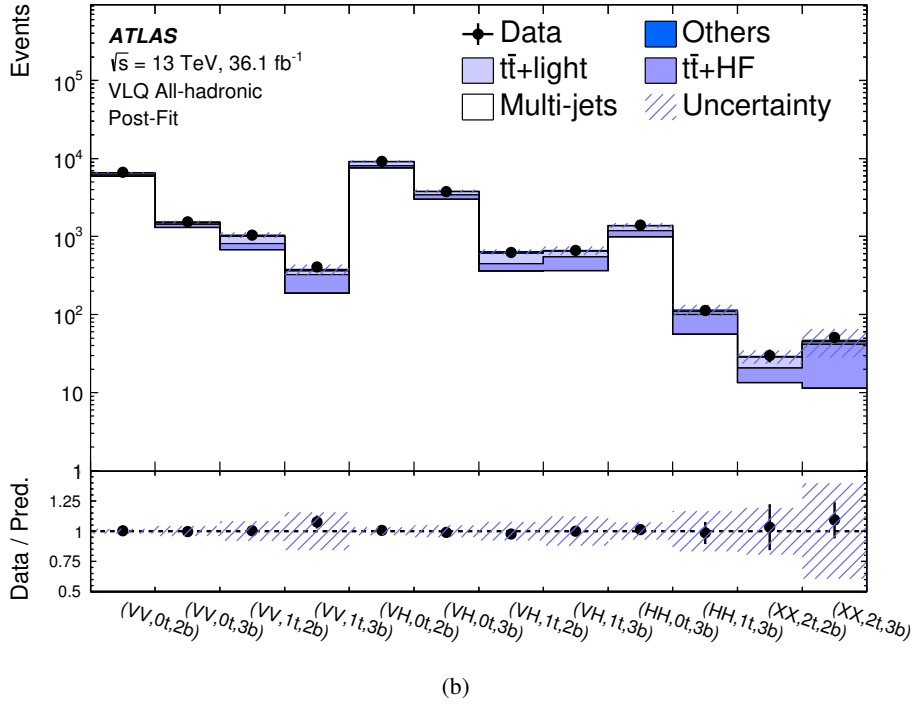 Events
ATLAS
√s = 13 TeV, 36.1 fb⁻¹
VLQ All-hadronic
Post-Fit
Data
Others
tt̄+light
tt̄+HF
Multi-jets
Uncertainty
10⁵
10⁴
10³
10²
10
1
Data / Pred.
1.25
1
0.75
0.5
(VV,0t,2b)
(VV,0t,3b)
(VV,1t,2b)
(VV,1t,3b)
(VH,0t,2b)
(VH,0t,3b)
(VH,1t,2b)
(VH,1t,3b)
(HH,0t,3b)
(HH,1t,3b)
(XX,2t,2b)
(XX,2t,3b)
(b)